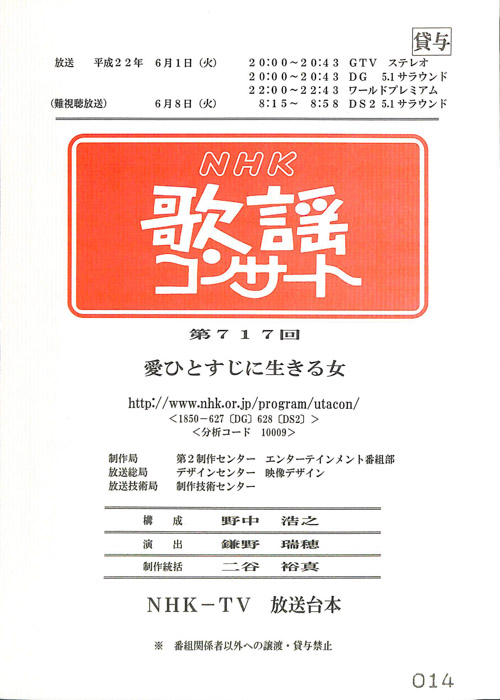 貸与
放送　平成22年　6月1日（火）　20:00～20:43　GTV　ステレオ
20:00～20:43　DG　5.1サラウンド
22:00～22:43　ワールドプレミアム
（難視聴放送）　6月8日（火）　8:15～　8:58　DS2　5.1サラウンド
NHK
歌謡
コンサート
第717回
愛ひとすじに生きる女
http://www.nhk.or.jp/program/utacon/
＜1850－627〔DG〕628〔DS2〕＞
＜分析コード　10009＞
制作局　第2制作センター　エンターテインメント番組部
放送総局　デザインセンター　映像デザイン
放送技術局　制作技術センター
構　成　野中　浩之
演　出　鎌野　瑞穂
制作統括　二谷　裕真
NHK－TV　放送台本
※　番組関係者以外への譲渡・貸与禁止
014